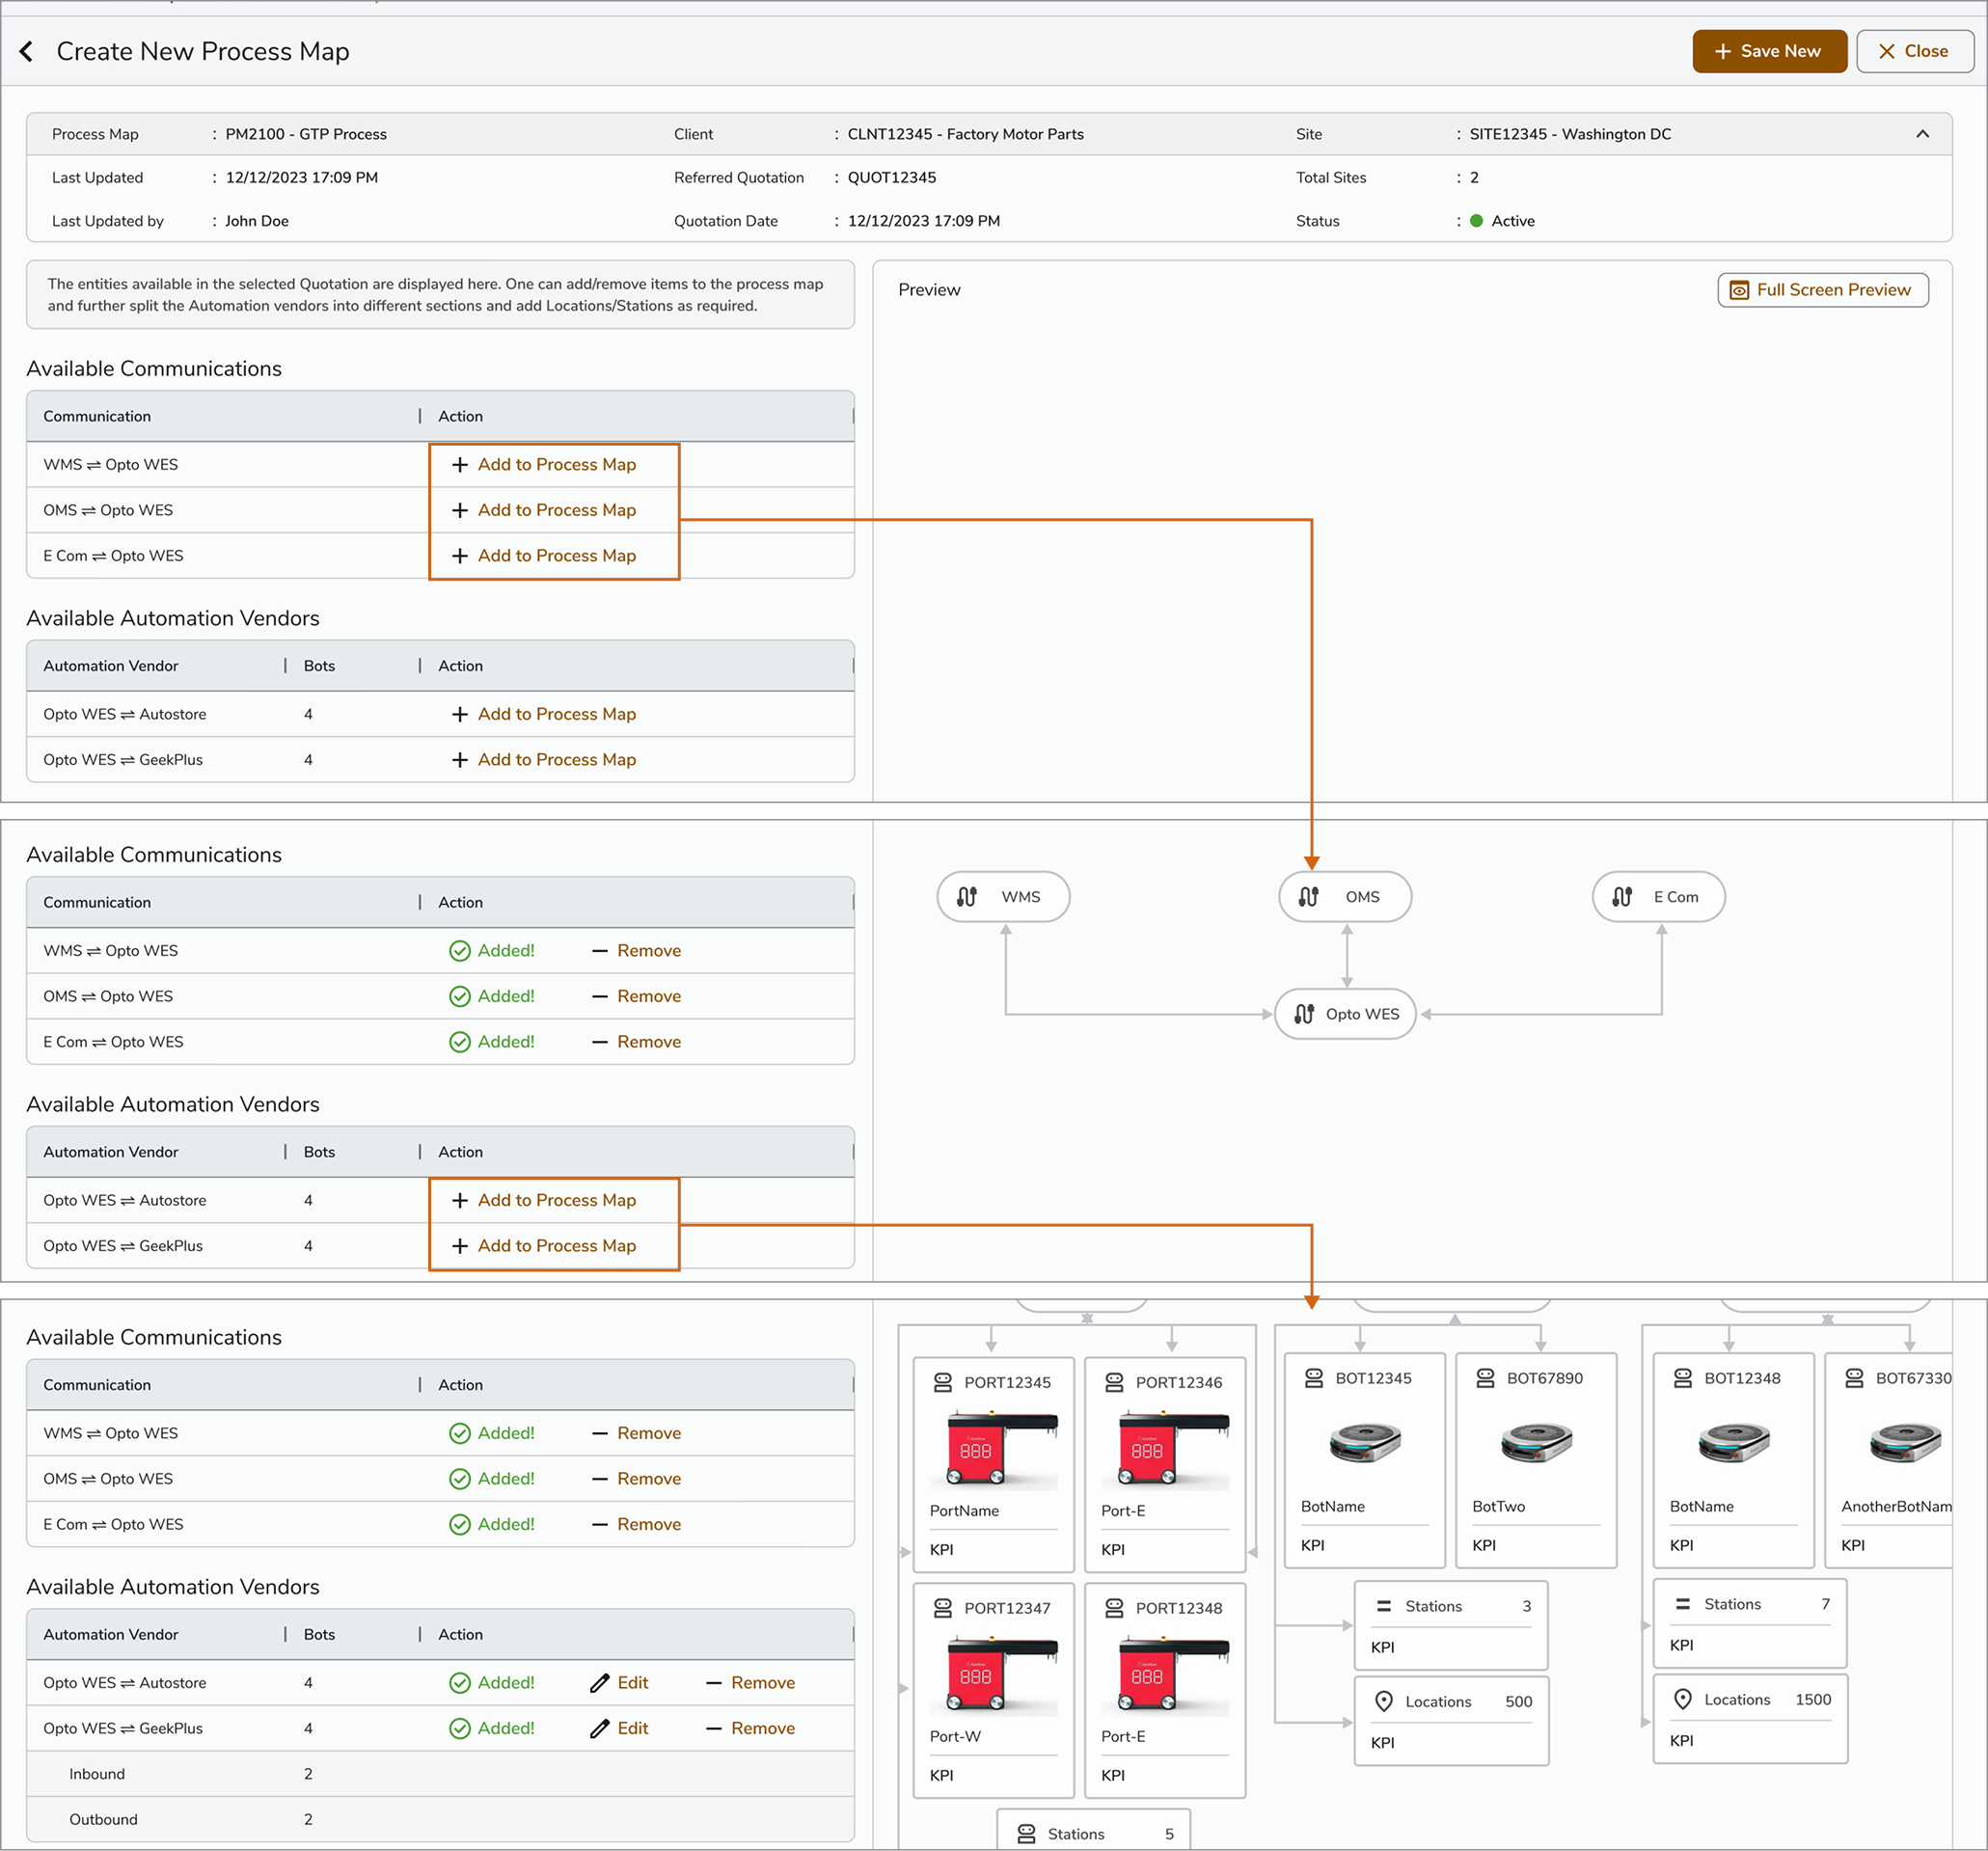 Create New Process Map
+ Save New
Close
Process Map : PM2100 - GTP Process Client : CLNT12345 - Factory Motor Parts Site : SITE12345 - Washington DC
Last Updated : 12/12/2023 17:09 PM Referred Quotation : QUOT12345 Total Sites : 2
Last Updated by : John Doe Quotation Date : 12/12/2023 17:09 PM Status : Active
The entities available in the selected Quotation are displayed here. One can add/remove items to the process map
and further split the Automation vendors into different sections and add Locations/Stations as required.
Preview
Full Screen Preview
Available Communications
Communication | Action
WMS ⇌ Opto WES + Add to Process Map
OMS ⇌ Opto WES + Add to Process Map
E Com ⇌ Opto WES + Add to Process Map
Available Automation Vendors
Automation Vendor | Bots | Action
Opto WES ⇌ Autostore 4 + Add to Process Map
Opto WES ⇌ GeekPlus 4 + Add to Process Map
Available Communications
Communication | Action
WMS ⇌ Opto WES Added! Remove
OMS ⇌ Opto WES Added! Remove
E Com ⇌ Opto WES Added! Remove
Available Automation Vendors
Automation Vendor | Bots | Action
Opto WES ⇌ Autostore 4 + Add to Process Map
Opto WES ⇌ GeekPlus 4 + Add to Process Map
WMS OMS E Com
Opto WES
Available Communications
Communication | Action
WMS ⇌ Opto WES Added! Remove
OMS ⇌ Opto WES Added! Remove
E Com ⇌ Opto WES Added! Remove
Available Automation Vendors
Automation Vendor | Bots | Action
Opto WES ⇌ Autostore 4 Added! Edit Remove
Opto WES ⇌ GeekPlus 4 Added! Edit Remove
Inbound 2
Outbound 2
PORT12345
888
PortName
KPI
PORT12346
888
Port-E
KPI
PORT12347
888
Port-W
KPI
PORT12348
888
Port-E
KPI
Stations 5
BOT12345
BotName
KPI
BOT67890
BotTwo
KPI
Stations 3
KPI
Locations 500
KPI
BOT12348
BotName
KPI
BOT67330
AnotherBotNam
KPI
Stations 7
KPI
Locations 1500
KPI